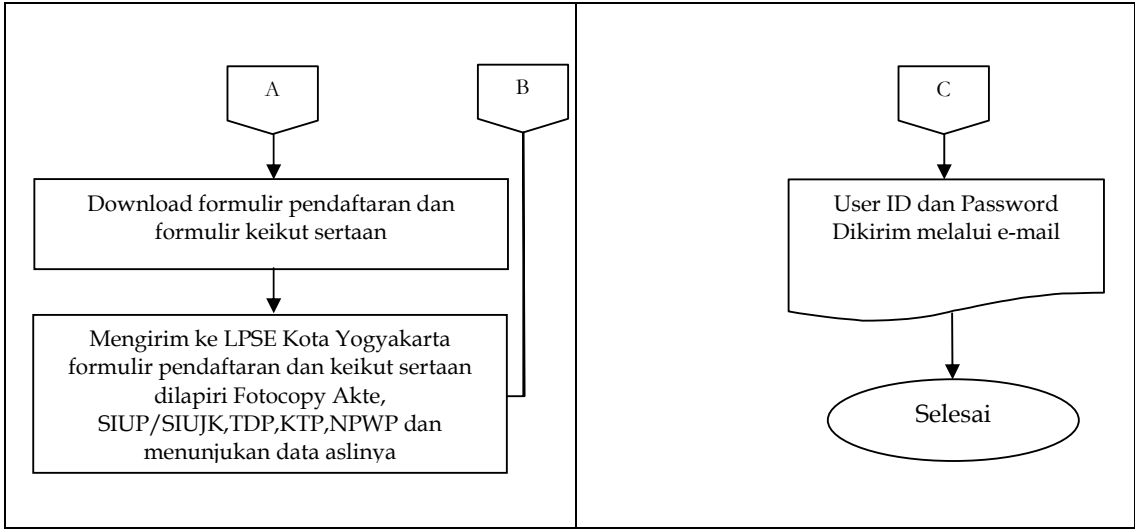 A
B
Download formulir pendaftaran dan
formulir keikut sertaan
Mengirim ke LPSE Kota Yogyakarta
formulir pendaftaran dan keikut sertaan
dilapiri Fotocopy Akte,
SIUP/SIUJK,TDP,KTP,NPWP dan
menunjukan data aslinya
C
User ID dan Password
Dikirim melalui e-mail
Selesai